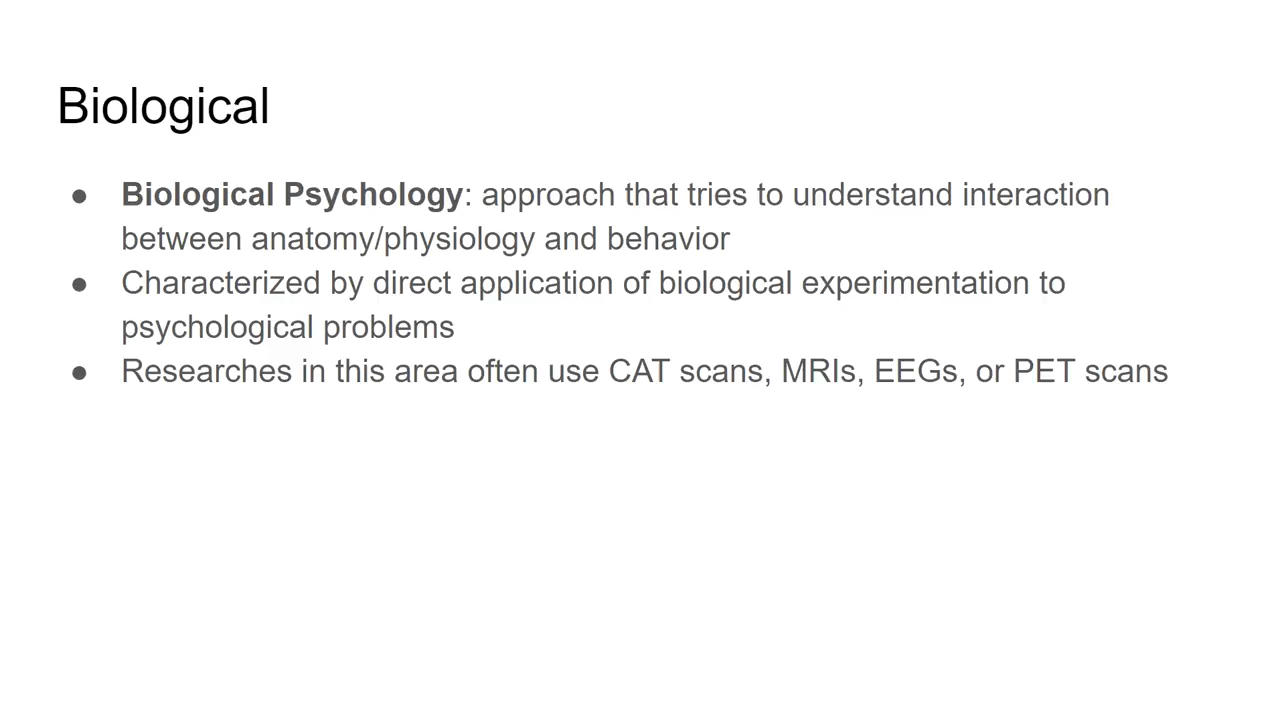 Biological
● Biological Psychology: approach that tries to understand interaction
between anatomy/physiology and behavior
● Characterized by direct application of biological experimentation to
psychological problems
● Researches in this area often use CAT scans, MRIs, EEGs, or PET scans